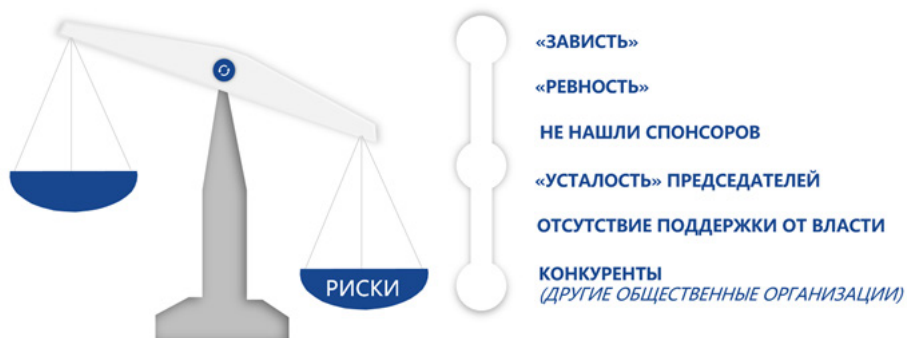 «ЗАВИСТЬ»
«РЕВНОСТЬ»
НЕ НАШЛИ СПОНСОРОВ
«УСТАЛОСТЬ» ПРЕДСЕДАТЕЛЕЙ
ОТСУТСТВИЕ ПОДДЕРЖКИ ОТ ВЛАСТИ
КОНКУРЕНТЫ
(ДРУГИЕ ОБЩЕСТВЕННЫЕ ОРГАНИЗАЦИИ)
РИСКИ